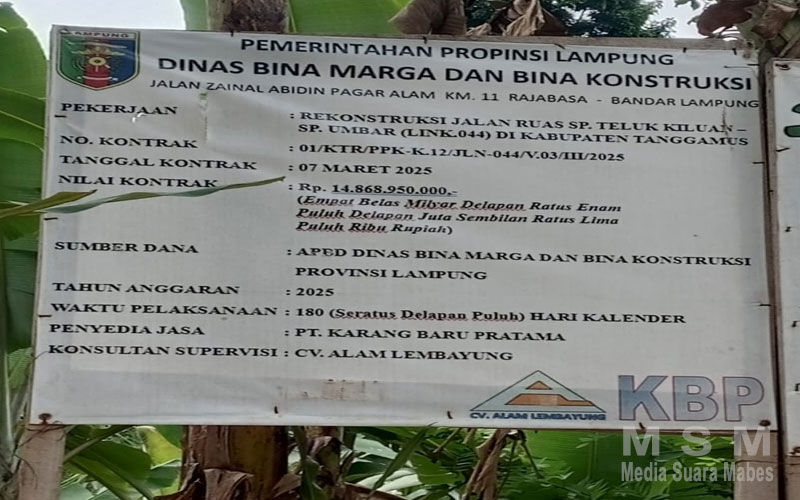 LAMPUNG
PEMERINTAHAN PROPINSI LAMPUNG
DINAS BINA MARGA DAN BINA KONSTRUKSI
JALAN ZAINAL ABIDIN PAGAR ALAM KM. 11 RAJABASA - BANDAR LAMPUNG
PEKERJAAN : REKONSTRUKSI JALAN RUAS SP. TELUK KILUAN –
SP. UMBAR (LINK.044) DI KABUPATEN TANGGAMUS
NO. KONTRAK : 01/KTR/PPK-K.12/JLN-044/V.03/III/2025
TANGGAL KONTRAK : 07 MARET 2025
NILAI KONTRAK : Rp. 14.868.950.000,-
(Empat Belas Milyar Delapan Ratus Enam
Puluh Delapan Juta Sembilan Ratus Lima
Puluh Ribu Rupiah)
SUMBER DANA : APBD DINAS BINA MARGA DAN BINA KONSTRUKSI
PROVINSI LAMPUNG
TAHUN ANGGARAN : 2025
WAKTU PELAKSANAAN : 180 (Seratus Delapan Puluh) HARI KALENDER
PENYEDIA JASA : PT. KARANG BARU PRATAMA
KONSULTAN SUPERVISI : CV. ALAM LEMBAYUNG
CV. ALAM LEMBAYUNG
KBP
MSM
Media Suara Mabes